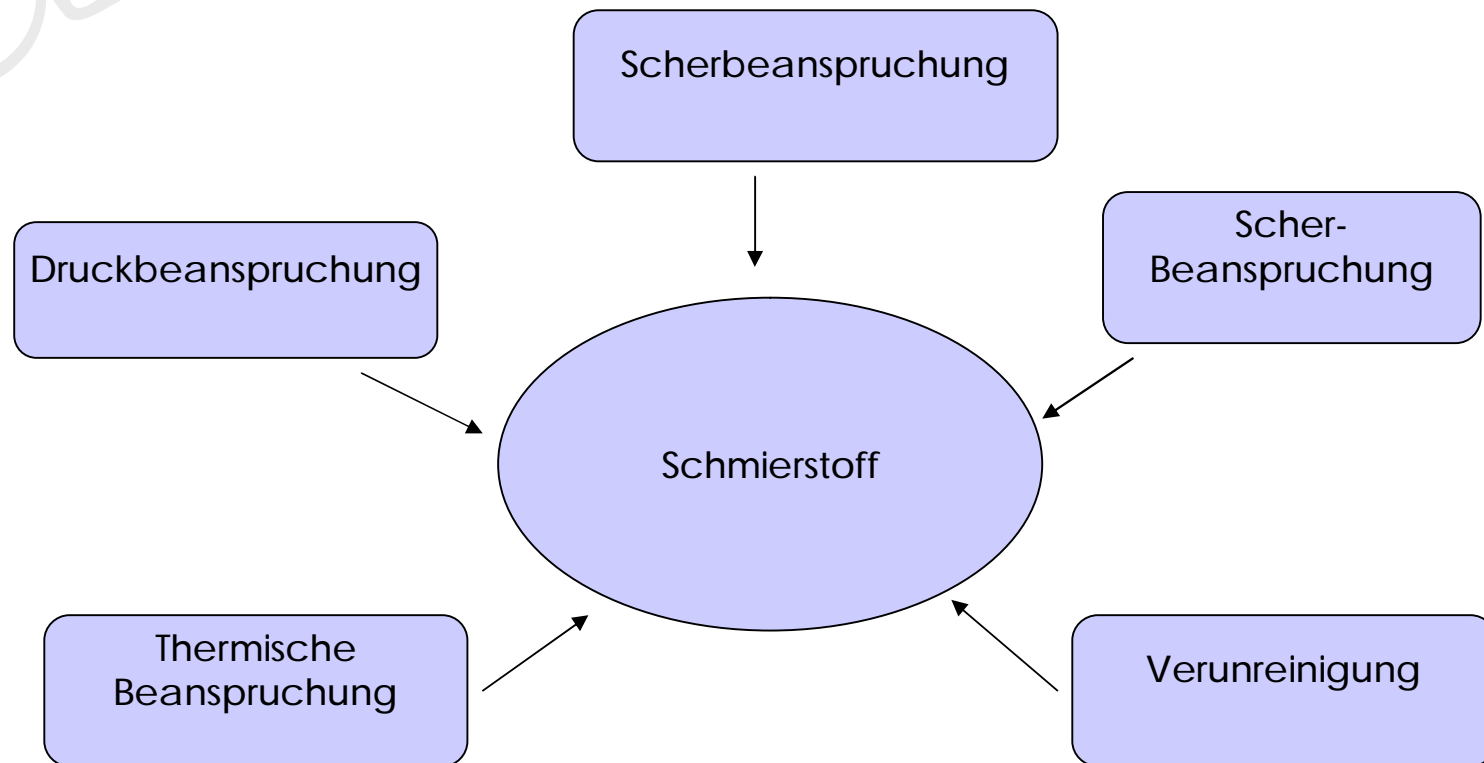 Scherbeanspruchung
Druckbeanspruchung
Scher-
Beanspruchung
Schmierstoff
Thermische
Beanspruchung
Verunreinigung